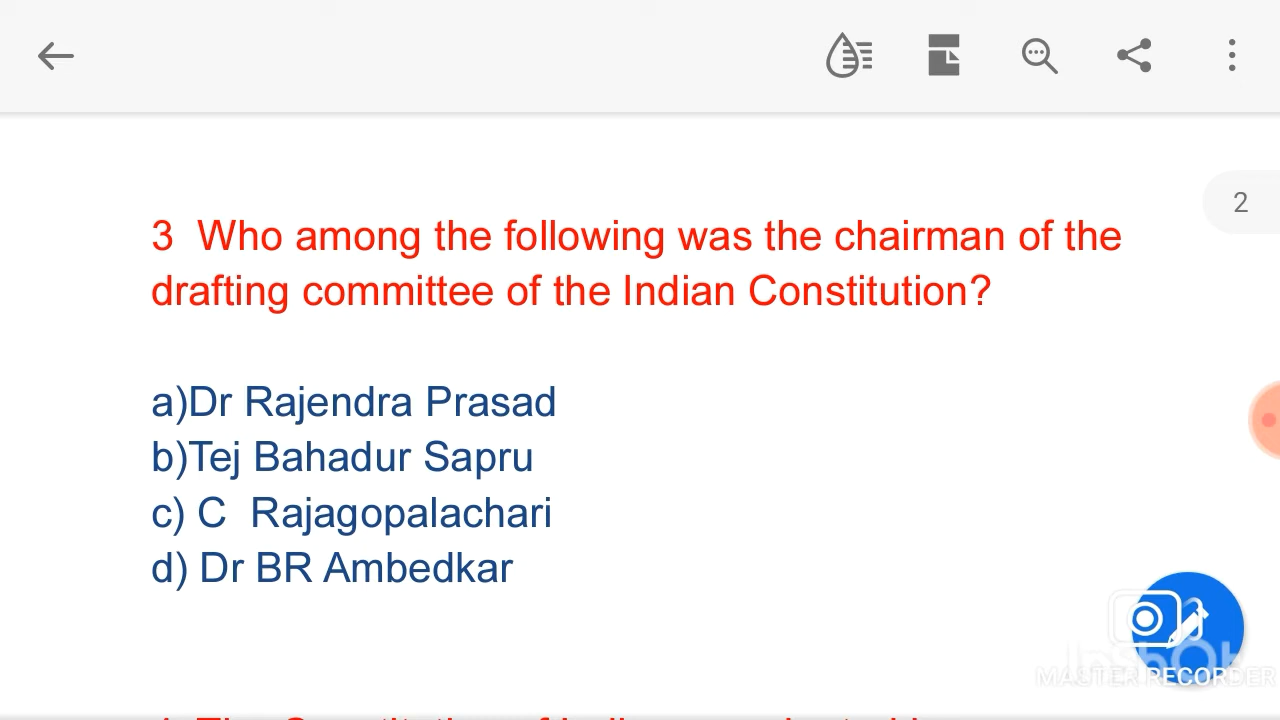 2
3 Who among the following was the chairman of the
drafting committee of the Indian Constitution?
a)Dr Rajendra Prasad
b)Tej Bahadur Sapru
c) C Rajagopalachari
d) Dr BR Ambedkar
MASTER RECORDER